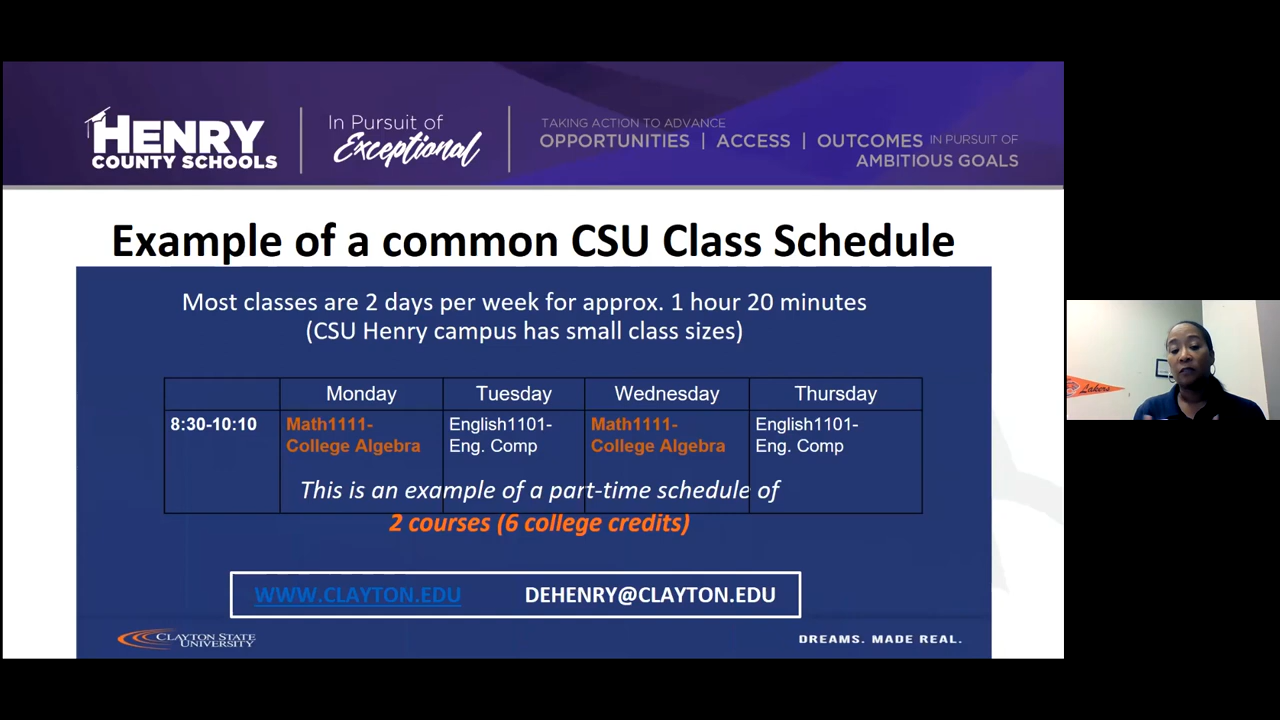 HENRY
COUNTY SCHOOLS
In Pursuit of
Exceptional
TAKING ACTION TO ADVANCE
OPPORTUNITIES | ACCESS | OUTCOMES IN PURSUIT OF
AMBITIOUS GOALS
Example of a common CSU Class Schedule
Most classes are 2 days per week for approx. 1 hour 20 minutes
(CSU Henry campus has small class sizes)
Monday Tuesday Wednesday Thursday
8:30-10:10 Math1111- English1101- Math1111- English1101-
College Algebra Eng. Comp College Algebra Eng. Comp
This is an example of a part-time schedule of
2 courses (6 college credits)
WWW.CLAYTON.EDU DEHENRY@CLAYTON.EDU
CLAYTON STATE
UNIVERSITY
DREAMS. MADE REAL.
Lakers